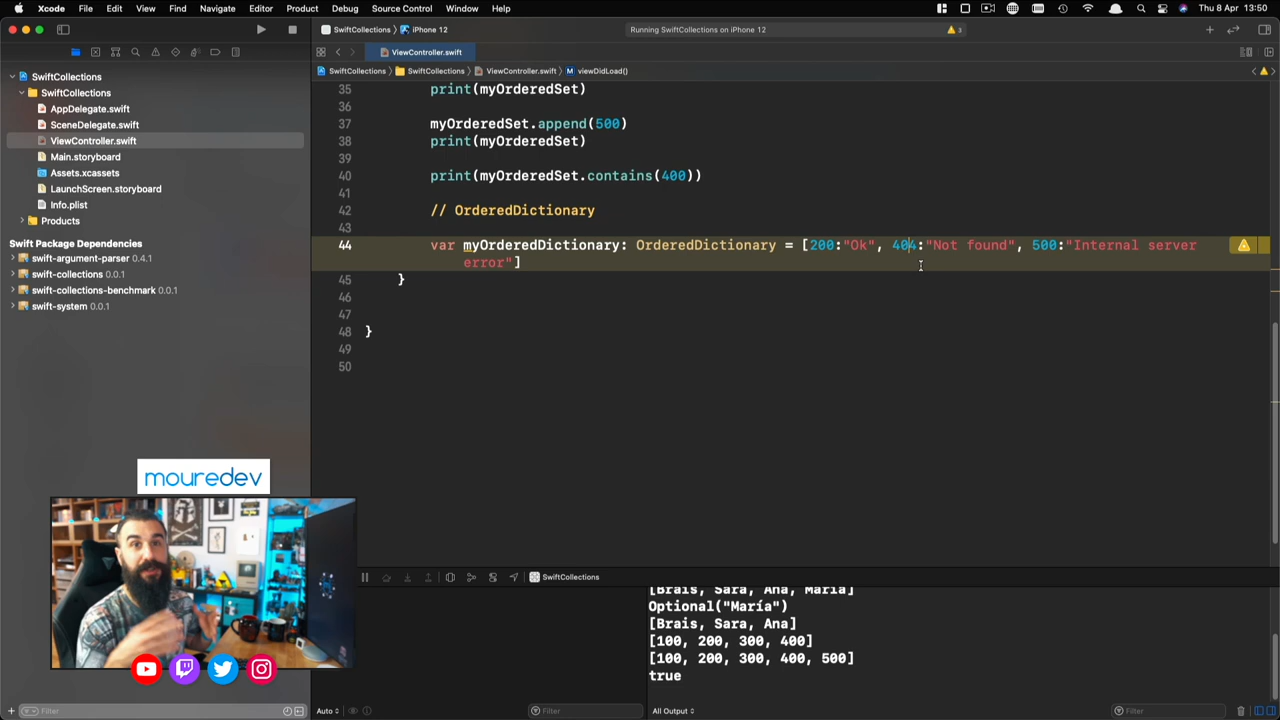 Xcode File Edit View Find Navigate Editor Product Debug Source Control Window Help
Thu 8 Apr 13:50
SwiftCollections iPhone 12
Running SwiftCollections on iPhone 12
3
ViewController.swift
SwiftCollections SwiftCollections ViewController.swift M viewDidLoad()
SwiftCollections
SwiftCollections
AppDelegate.swift
SceneDelegate.swift
ViewController.swift
Main.storyboard
Assets.xcassets
LaunchScreen.storyboard
Info.plist
Products
Swift Package Dependencies
swift-argument-parser 0.4.1
swift-collections 0.0.1
swift-collections-benchmark 0.0.1
swift-system 0.0.1
35 print(myOrderedSet)
36
37 myOrderedSet.append(500)
38 print(myOrderedSet)
39
40 print(myOrderedSet.contains(400))
41
42 // OrderedDictionary
43
44 var myOrderedDictionary: OrderedDictionary = [200:"Ok", 404:"Not found", 500:"Internal server
error"]
45 }
46
47
48 }
49
50
mouredev
SwiftCollections
[Brais, Sara, Ana, María]
Optional("María")
[Brais, Sara, Ana]
[100, 200, 300, 400]
[100, 200, 300, 400, 500]
true
Filter
Auto
Filter
All Output
Filter